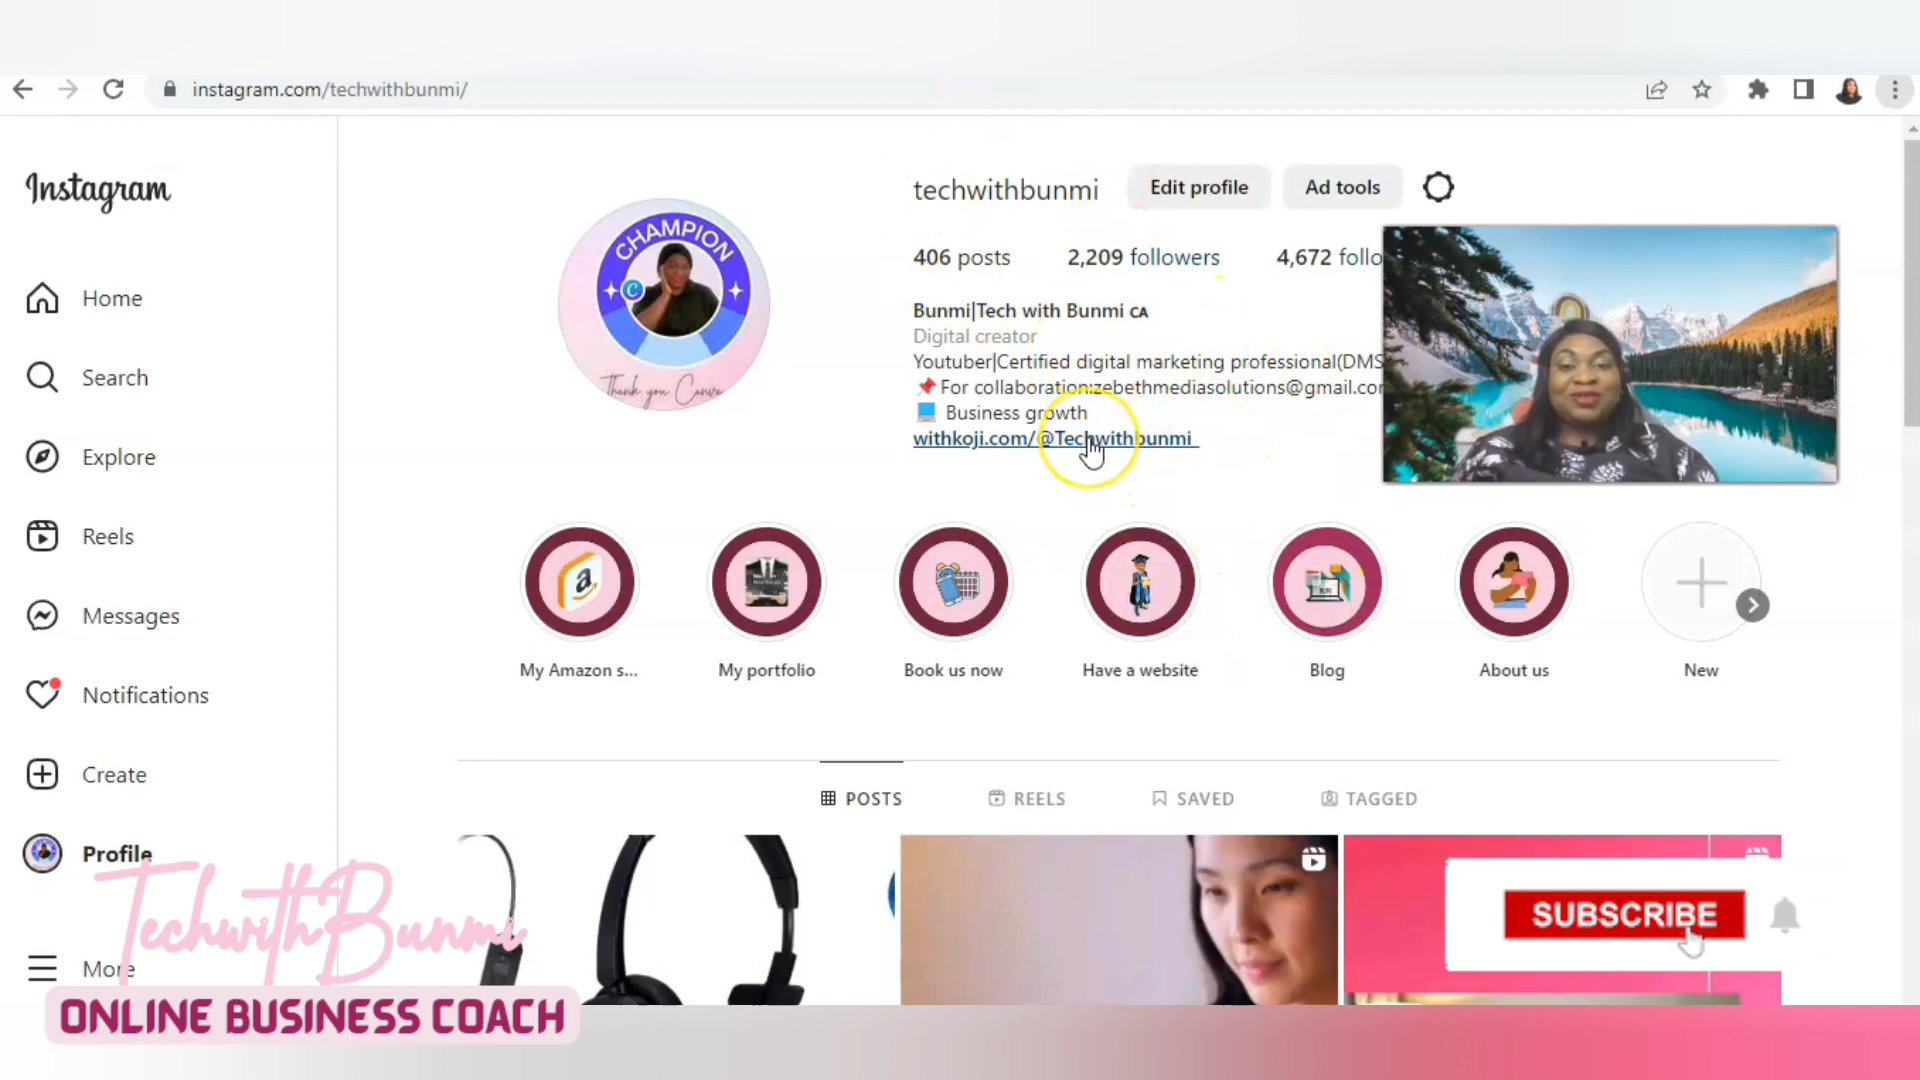 instagram.com/techwithbunmi/
Instagram
Home
Search
Explore
Reels
Messages
Notifications
Create
Profile
More
CHAMPION
Thank you Canva
techwithbunmi
Edit profile
Ad tools
406 posts
2,209 followers
4,672 follo
Bunmi|Tech with Bunmi CA
Digital creator
Youtuber|Certified digital marketing professional(DMS
📌 For collaboration:zebethmediasolutions@gmail.com
💻 Business growth
withkoji.com/@Techwithbunmi_
My Amazon s...
My portfolio
Book us now
Have a website
Blog
About us
New
POSTS
REELS
SAVED
TAGGED
SUBSCRIBE
TechwithBunmi
ONLINE BUSINESS COACH